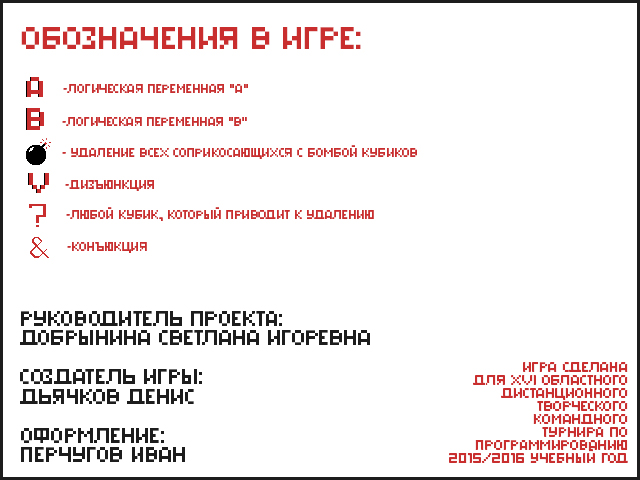 ОБОЗНАЧЕНИЯ В ИГРЕ:
A -ЛОГИЧЕСКАЯ ПЕРЕМЕННАЯ "А"
B -ЛОГИЧЕСКАЯ ПЕРЕМЕННАЯ "В"
- УДАЛЕНИЕ ВСЕХ СОПРИКОСАЮЩИХСЯ С БОМБОЙ КУБИКОВ
V -ДИЗЪЮНКЦИЯ
? -ЛЮБОЙ КУБИК, КОТОРЫЙ ПРИВОДИТ К УДАЛЕНИЮ
& -КОНЪЮКЦИЯ
РУКОВОДИТЕЛЬ ПРОЕКТА:
ДОБРЫНИНА СВЕТЛАНА ИГОРЕВНА
СОЗДАТЕЛЬ ИГРЫ:
ДЬЯЧКОВ ДЕНИС
ОФОРМЛЕНИЕ:
ПЕРЧУГОВ ИВАН
ИГРА СДЕЛАНА
ДЛЯ XVI ОБЛАСТНОГО
ДИСТАНЦИОННОГО
ТВОРЧЕСКОГО
КОМАНДНОГО
ТУРНИРА ПО
ПРОГРАММИРОВАНИЮ
2015/2016 УЧЕБНЫЙ ГОД